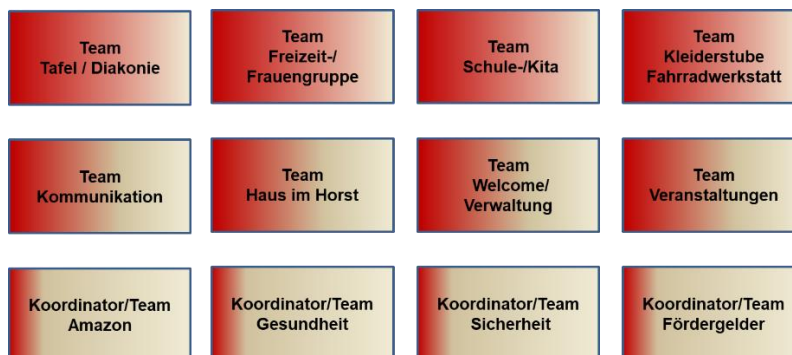 Team
Tafel / Diakonie
Team
Freizeit-/
Frauengruppe
Team
Schule-/Kita
Team
Kleiderstube
Fahrradwerkstatt
Team
Kommunikation
Team
Haus im Horst
Team
Welcome/
Verwaltung
Team
Veranstaltungen
Koordinator/Team
Amazon
Koordinator/Team
Gesundheit
Koordinator/Team
Sicherheit
Koordinator/Team
Fördergelder